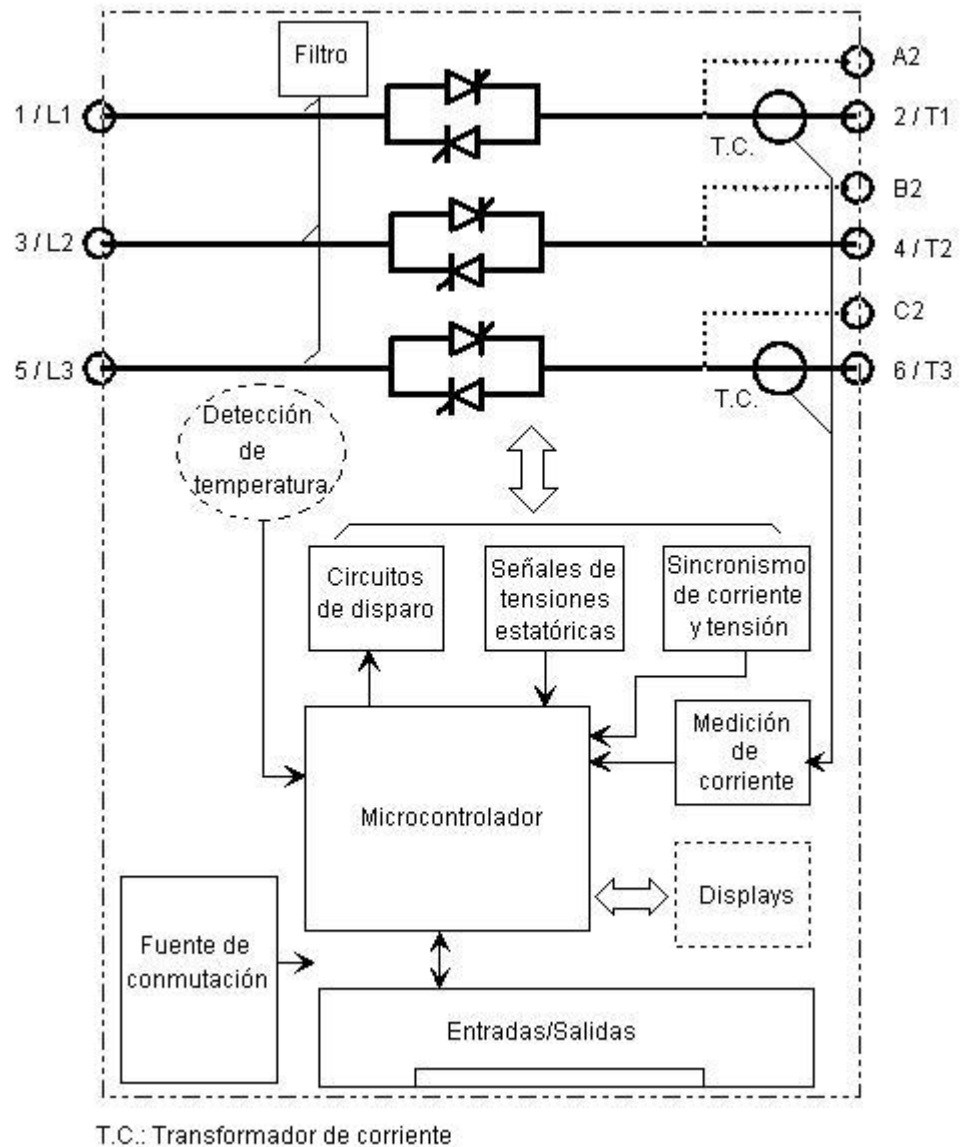 Filtro
A2
1 / L1
2 / T1
T.C.
B2
3 / L2
4 / T2
C2
5 / L3
6 / T3
T.C.
Detección
de
temperatura
Circuitos
de disparo
Señales de
tensiones
estatóricas
Sincronismo
de corriente
y tensión
Medición
de
corriente
Microcontrolador
Displays
Fuente de
conmutación
Entradas/Salidas
T.C.: Transformador de corriente